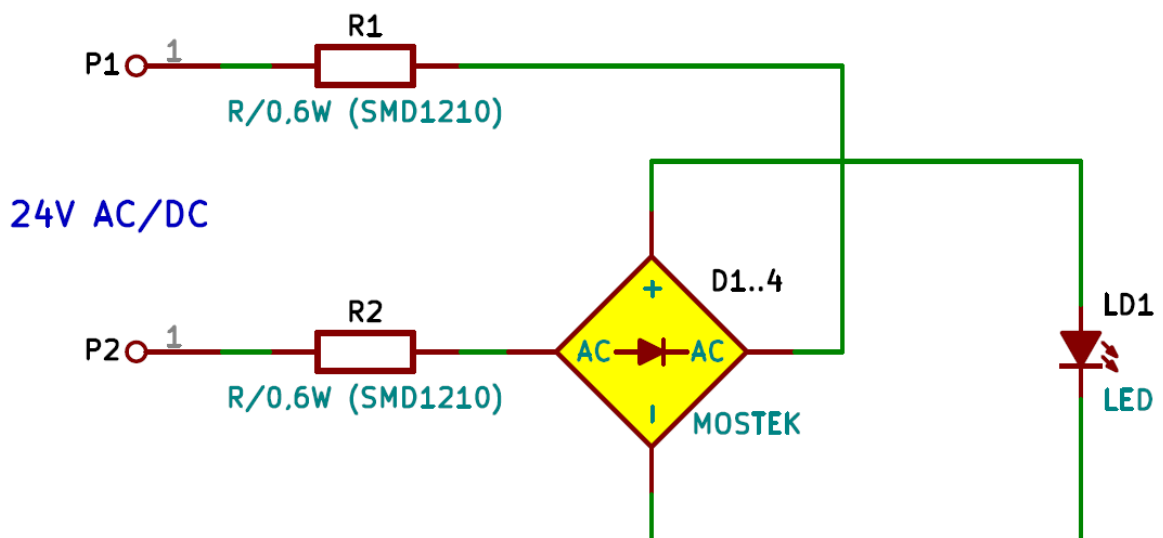 R1
P1 1
R/0,6W (SMD1210)
24V AC/DC
D1..4
+
R2
LD1
P2 1
AC AC
R/0,6W (SMD1210)
LED
-
MOSTEK